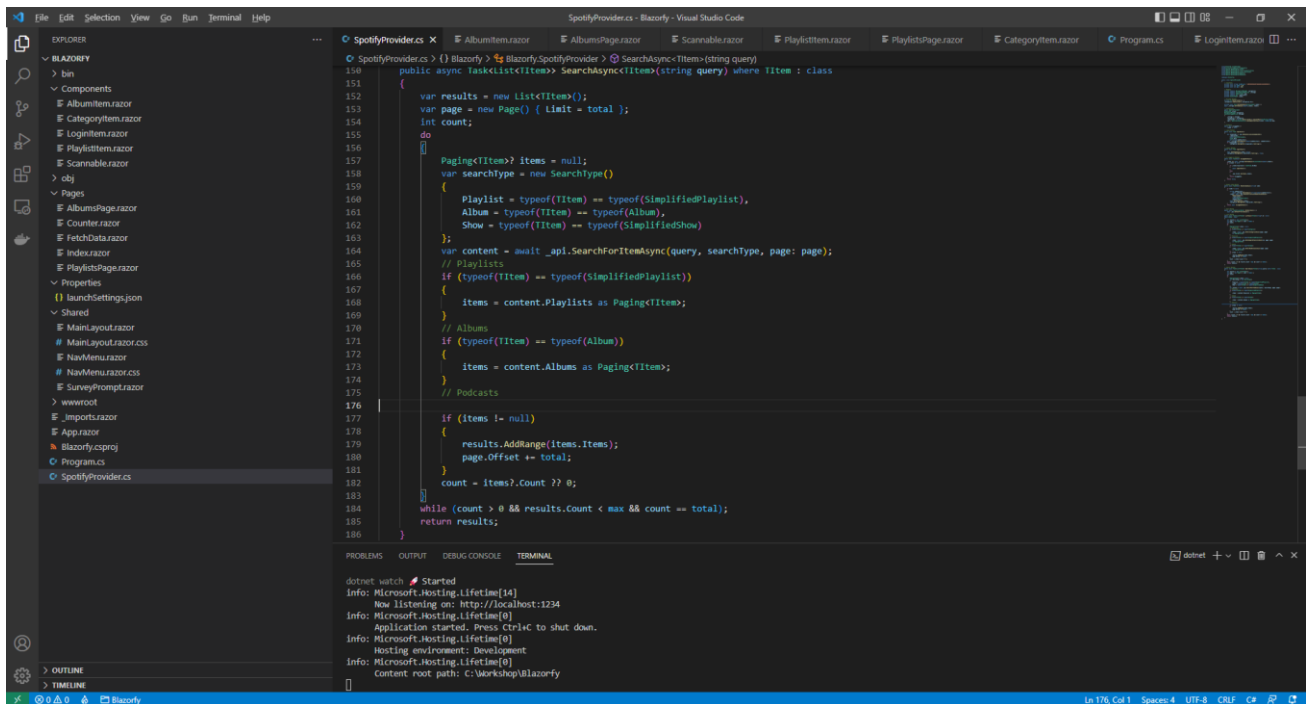 File Edit Selection View Go Run Terminal Help
SpotifyProvider.cs - Blazorfy - Visual Studio Code
EXPLORER
BLAZORFY
bin
Components
AlbumItem.razor
CategoryItem.razor
LoginItem.razor
PlaylistItem.razor
Scannable.razor
obj
Pages
AlbumsPage.razor
Counter.razor
FetchData.razor
Index.razor
PlaylistsPage.razor
Properties
{} launchSettings.json
Shared
MainLayout.razor
# MainLayout.razor.css
NavMenu.razor
# NavMenu.razor.css
SurveyPrompt.razor
wwwroot
_Imports.razor
App.razor
Blazorfy.csproj
Program.cs
SpotifyProvider.cs
OUTLINE
TIMELINE
SpotifyProvider.cs AlbumItem.razor AlbumsPage.razor Scannable.razor PlaylistItem.razor PlaylistsPage.razor CategoryItem.razor Program.cs LoginItem.razo
SpotifyProvider.cs > {} Blazorfy > Blazorfy.SpotifyProvider > SearchAsync<TItem>(string query)
150 public async Task<List<TItem>> SearchAsync<TItem>(string query) where TItem : class
151 {
152 var results = new List<TItem>();
153 var page = new Page() { Limit = total };
154 int count;
155 do
156 {
157 Paging<TItem>? items = null;
158 var searchType = new SearchType()
159 {
160 Playlist = typeof(TItem) == typeof(SimplifiedPlaylist),
161 Album = typeof(TItem) == typeof(Album),
162 Show = typeof(TItem) == typeof(SimplifiedShow)
163 };
164 var content = await _api.SearchForItemAsync(query, searchType, page: page);
165 // Playlists
166 if (typeof(TItem) == typeof(SimplifiedPlaylist))
167 {
168 items = content.Playlists as Paging<TItem>;
169 }
170 // Albums
171 if (typeof(TItem) == typeof(Album))
172 {
173 items = content.Albums as Paging<TItem>;
174 }
175 // Podcasts
176
177 if (items != null)
178 {
179 results.AddRange(items.Items);
180 page.Offset += total;
181 }
182 count = items?.Count ?? 0;
183 }
184 while (count > 0 && results.Count < max && count == total);
185 return results;
186 }
PROBLEMS OUTPUT DEBUG CONSOLE TERMINAL
dotnet
dotnet watch 🚀 Started
info: Microsoft.Hosting.Lifetime[14]
Now listening on: http://localhost:1234
info: Microsoft.Hosting.Lifetime[0]
Application started. Press Ctrl+C to shut down.
info: Microsoft.Hosting.Lifetime[0]
Hosting environment: Development
info: Microsoft.Hosting.Lifetime[0]
Content root path: C:\Workshop\Blazorfy
0 0 Blazorfy
Ln 176, Col 1 Spaces: 4 UTF-8 CRLF C#